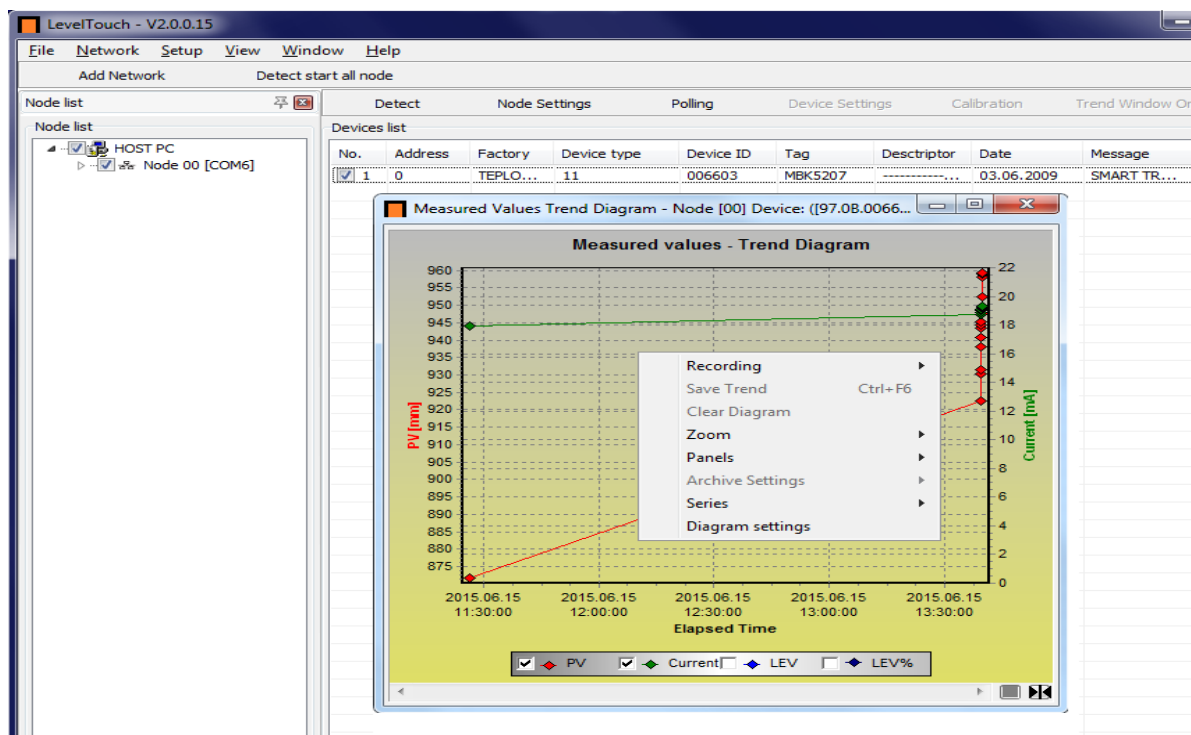 LevelTouch - V2.0.0.15
File Network Setup View Window Help
Add Network Detect start all node
Node list
Node list
HOST PC
Node 00 [COM6]
Detect Node Settings Polling Device Settings Calibration Trend Window On
Devices list
No. Address Factory Device type Device ID Tag Desctriptor Date Message
1 0 TEPLO... 11 006603 MBK5207 -----------... 03.06.2009 SMART TR...
Measured Values Trend Diagram - Node [00] Device: ([97.0B.0066...
Measured values - Trend Diagram
PV [mm]
960
955
950
945
940
935
930
925
920
915
910
905
900
895
890
885
880
875
Recording
Save Trend Ctrl+F6
Clear Diagram
Zoom
Panels
Archive Settings
Series
Diagram settings
22
20
18
16
14
12
10
8
6
4
2
0
Current [mA]
2015.06.15 2015.06.15 2015.06.15 2015.06.15 2015.06.15
11:30:00 12:00:00 12:30:00 13:00:00 13:30:00
Elapsed Time
PV Current LEV LEV%